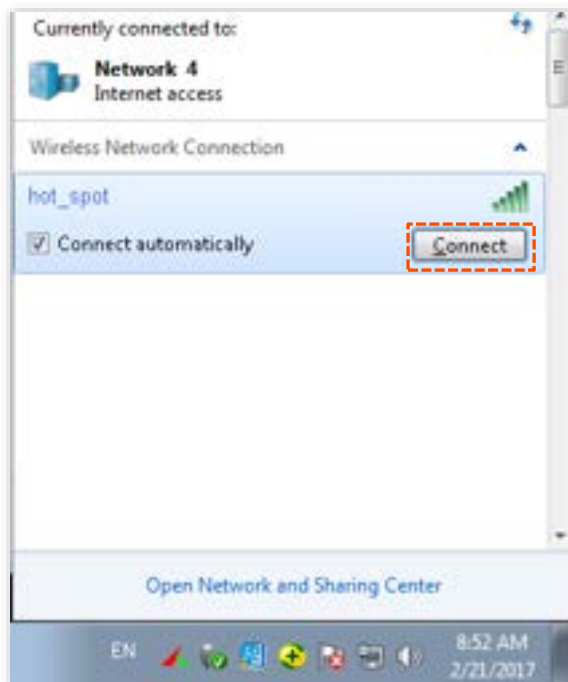 Currently connected to:
Network 4
Internet access
Wireless Network Connection
hot_spot
Connect automatically
Connect
Open Network and Sharing Center
EN
8:52 AM
2/21/2017